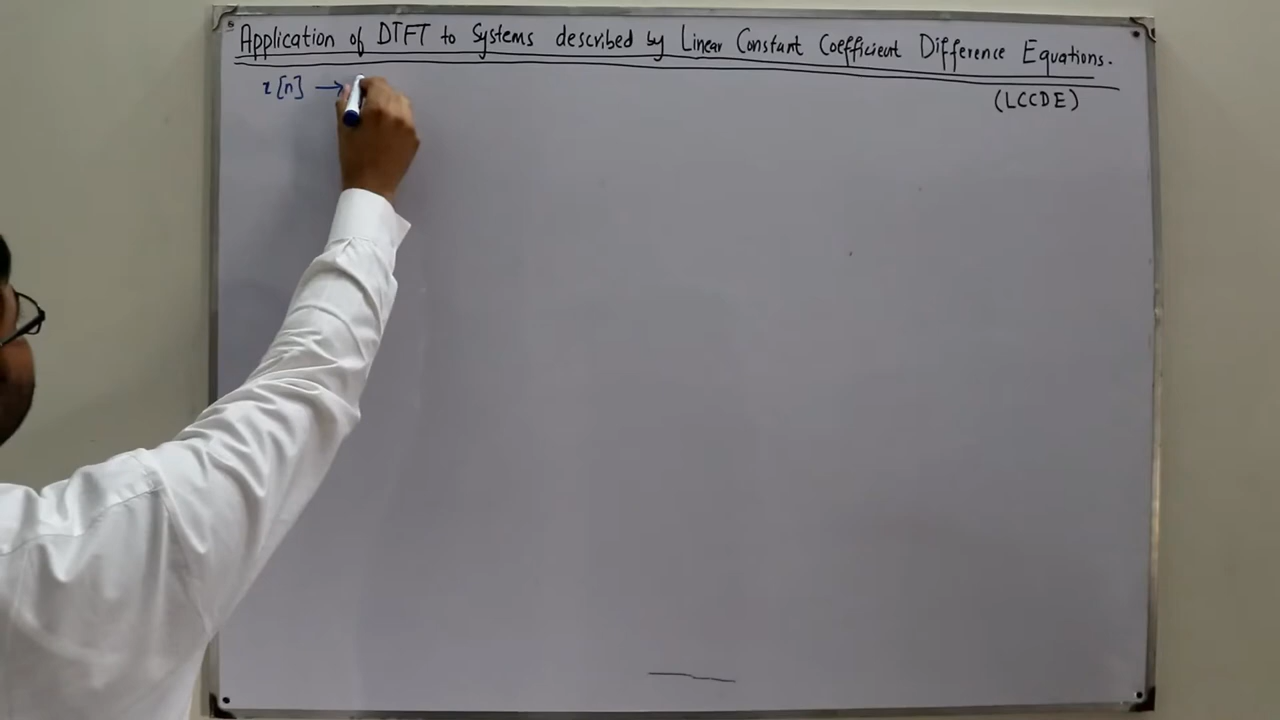 Application of DTFT to Systems described by Linear Constant Coefficient Difference Equations.
(LCCDE)
x[n] →